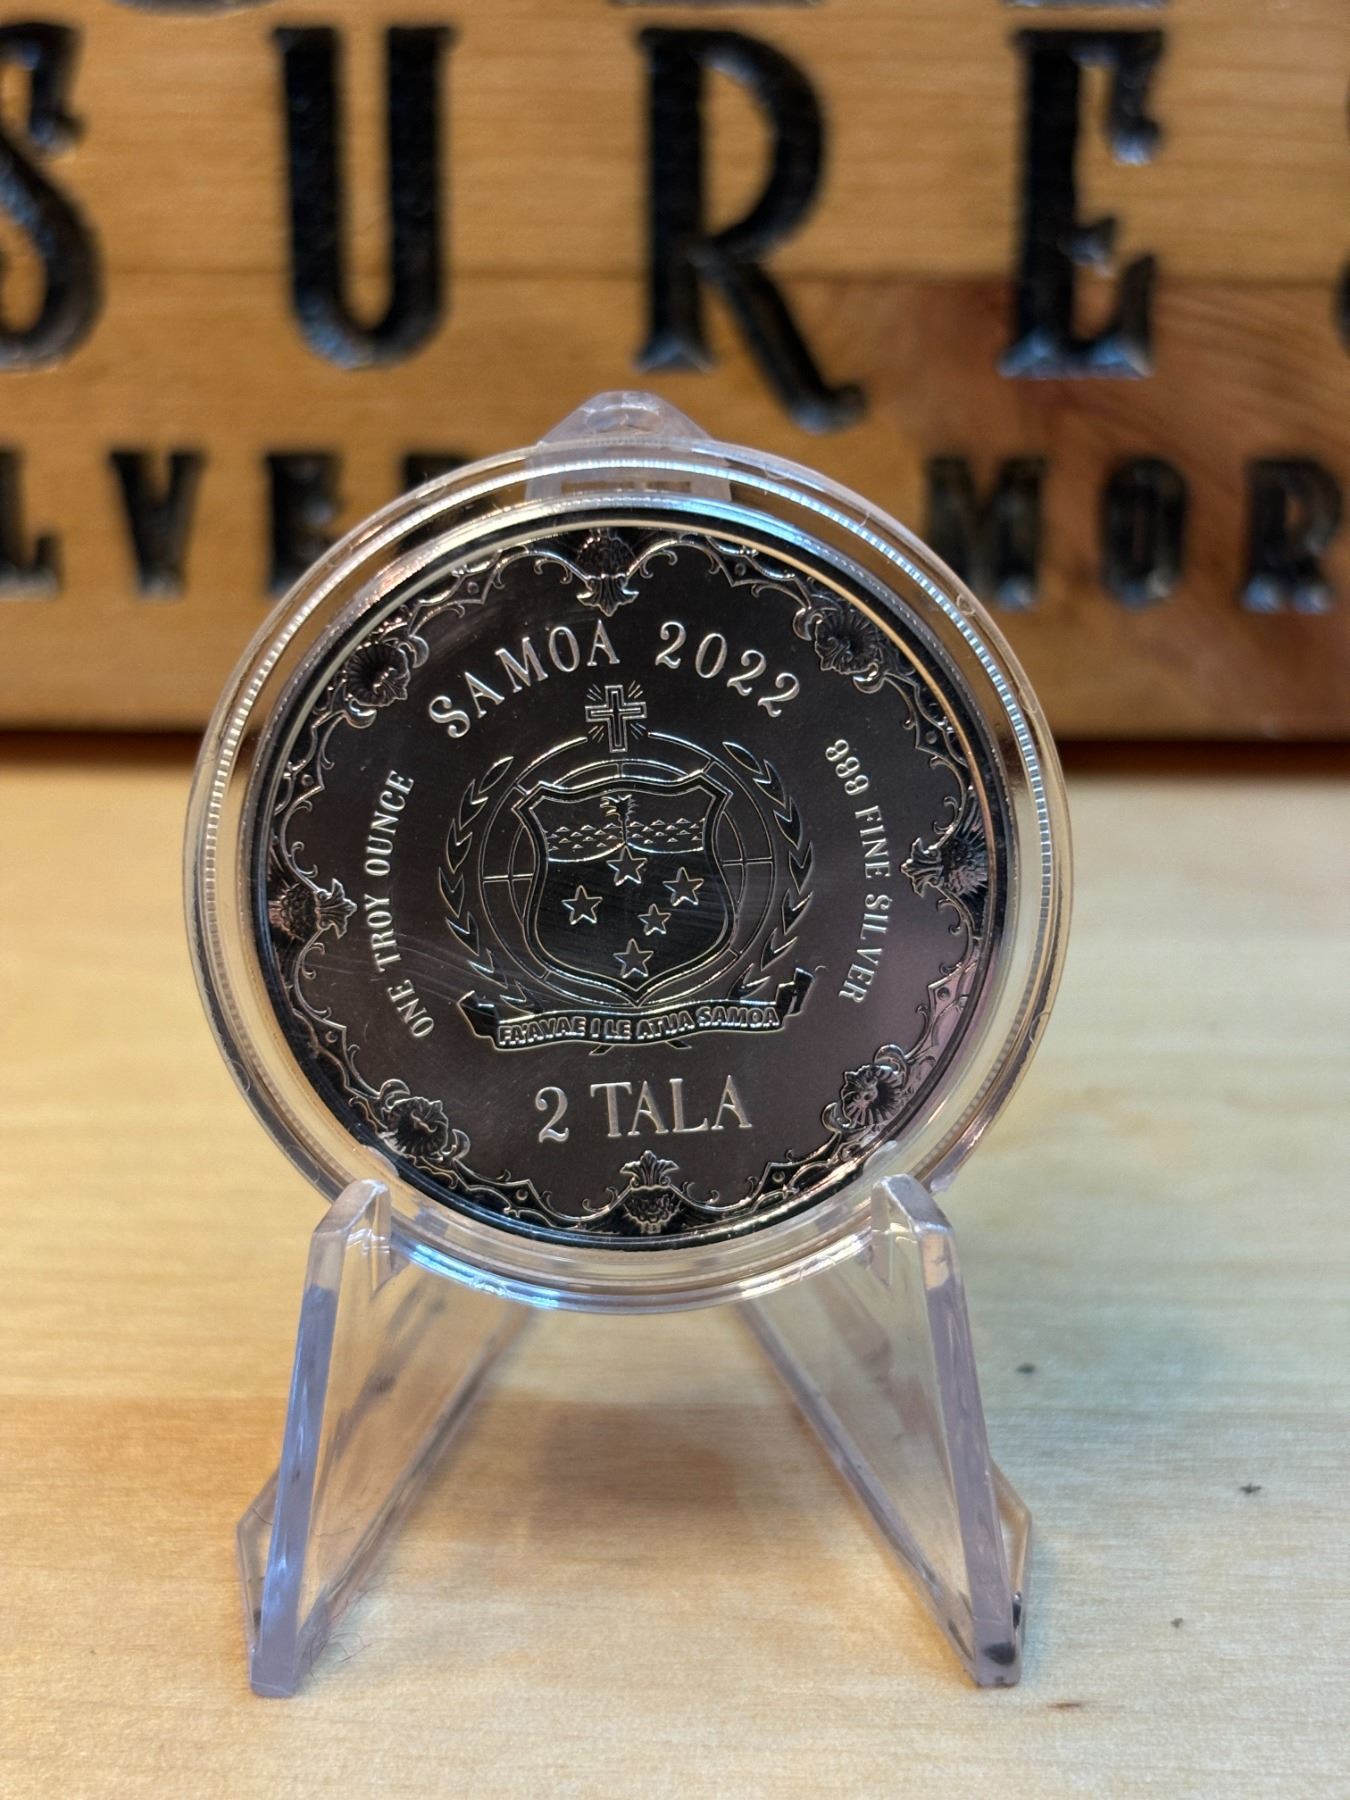 SURE
LVE MOR
SAMOA 2022
ONE TROY OUNCE
999 FINE SILVER
FA'AVAE I LE ATUA SAMOA
2 TALA